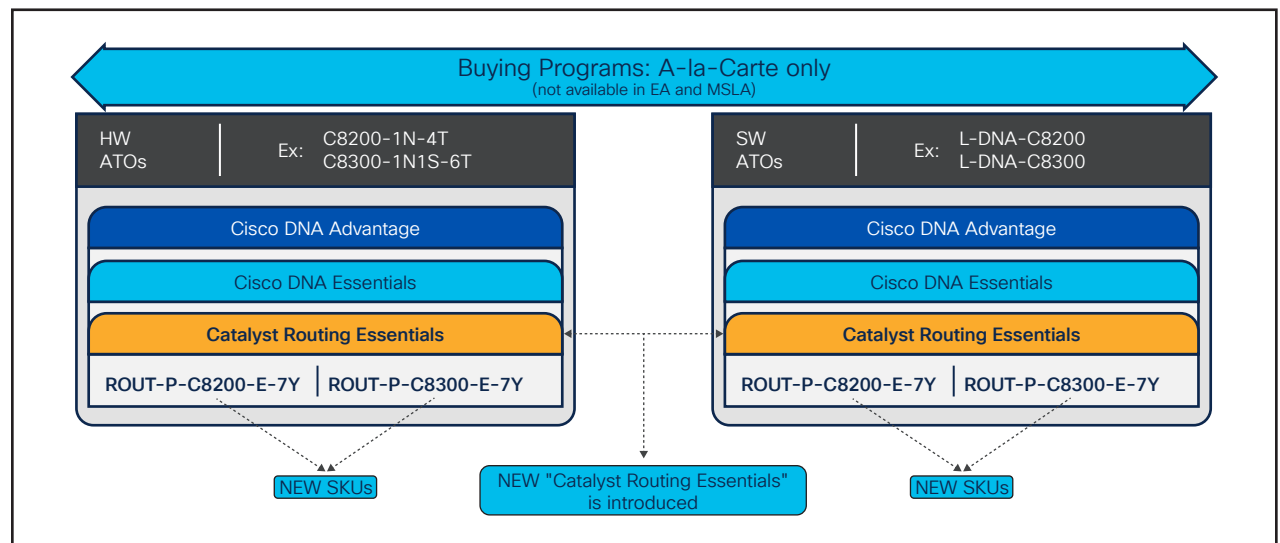 Buying Programs: A-la-Carte only
(not available in EA and MSLA)
HW
ATOs
Ex:
C8200-1N-4T
C8300-1N1S-6T
Cisco DNA Advantage
Cisco DNA Essentials
Catalyst Routing Essentials
ROUT-P-C8200-E-7Y
ROUT-P-C8300-E-7Y
NEW SKUs
SW
ATOs
Ex:
L-DNA-C8200
L-DNA-C8300
Cisco DNA Advantage
Cisco DNA Essentials
Catalyst Routing Essentials
ROUT-P-C8200-E-7Y
ROUT-P-C8300-E-7Y
NEW SKUs
NEW "Catalyst Routing Essentials"
is introduced